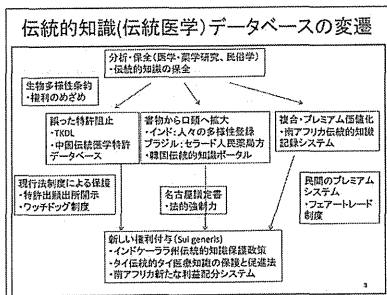 伝統的知識(伝統医学)データベースの変遷
分析・保全(医学・薬学研究、民俗学)
・伝統的知識の保全
生物多様性条約
・権利のめざめ
誤った特許阻止
・TKDL
・中国伝統医学特許
データベース
書物から口頭へ拡大
・インド:人々の多様性登録
ブラジル:セラード人民薬局方
・韓国伝統的知識ポータル
複合・プレミアム価値化
・南アフリカ伝統的知識
記録システム
現行法制度による保護
・特許出願出所開示
・ウォッチドッグ制度
名古屋議定書
・法的強制力
民間のプレミアム
システム
・フェアートレード
制度
新しい権利付与(Sui generis)
・インドケーララ州伝統的知識保護政策
・タイ伝統的タイ医療知識の保護と促進法
・南アフリカ新たな利益配分システム
3